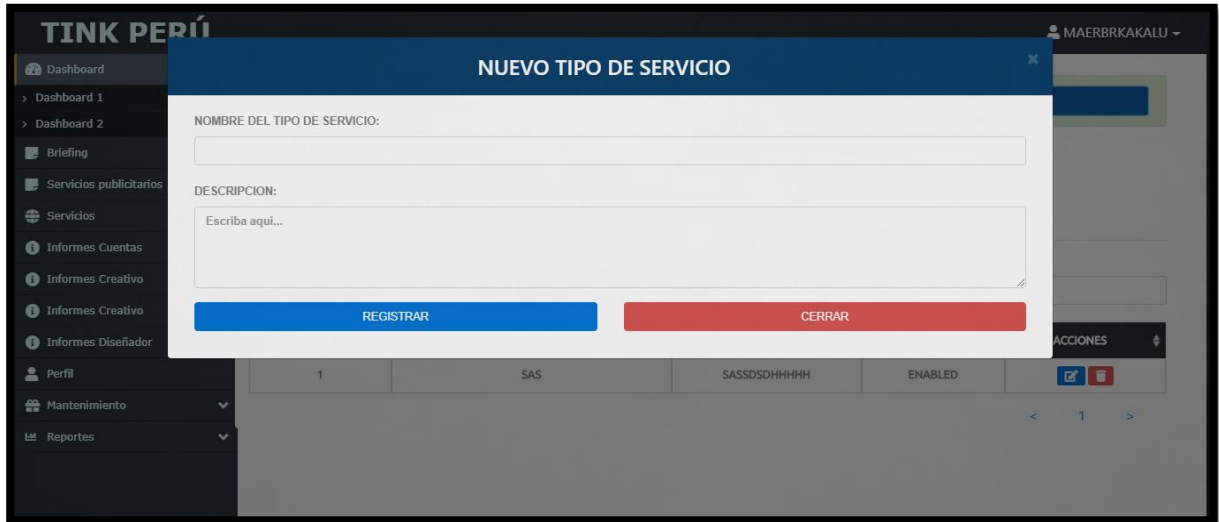 TINK PERÚ
MAERBRKAKALU
NUEVO TIPO DE SERVICIO
×
Dashboard
> Dashboard 1
> Dashboard 2
Briefing
Servicios publicitarios
Servicios
Informes Cuentas
Informes Creativo
Informes Creativo
Informes Diseñador
Perfil
Mantenimiento
Reportes
NOMBRE DEL TIPO DE SERVICIO:
DESCRIPCION:
Escriba aqui...
REGISTRAR CERRAR
ACCIONES
1 SAS SASSDSDHHHHH ENABLED
< 1 >